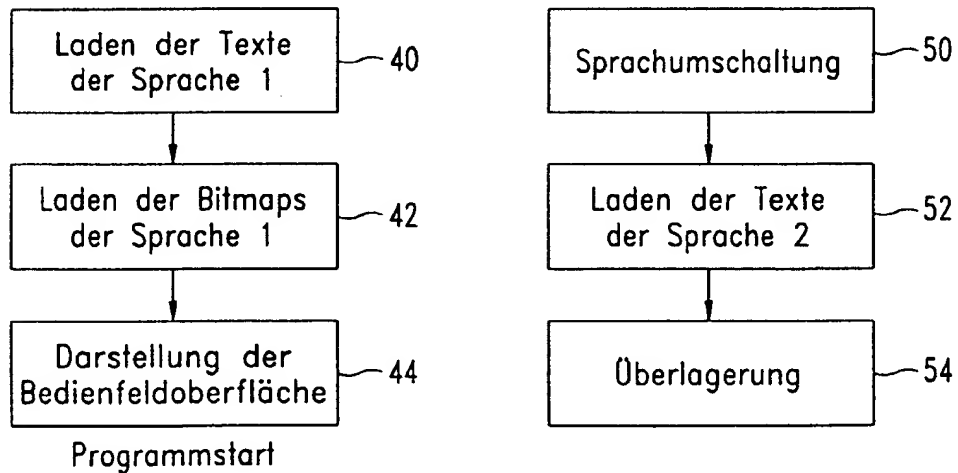 Laden der Texte
der Sprache 1
40
Laden der Bitmaps
der Sprache 1
42
Darstellung der
Bedienfeldoberfläche
44
Programmstart
Sprachumschaltung
50
Laden der Texte
der Sprache 2
52
Überlagerung
54